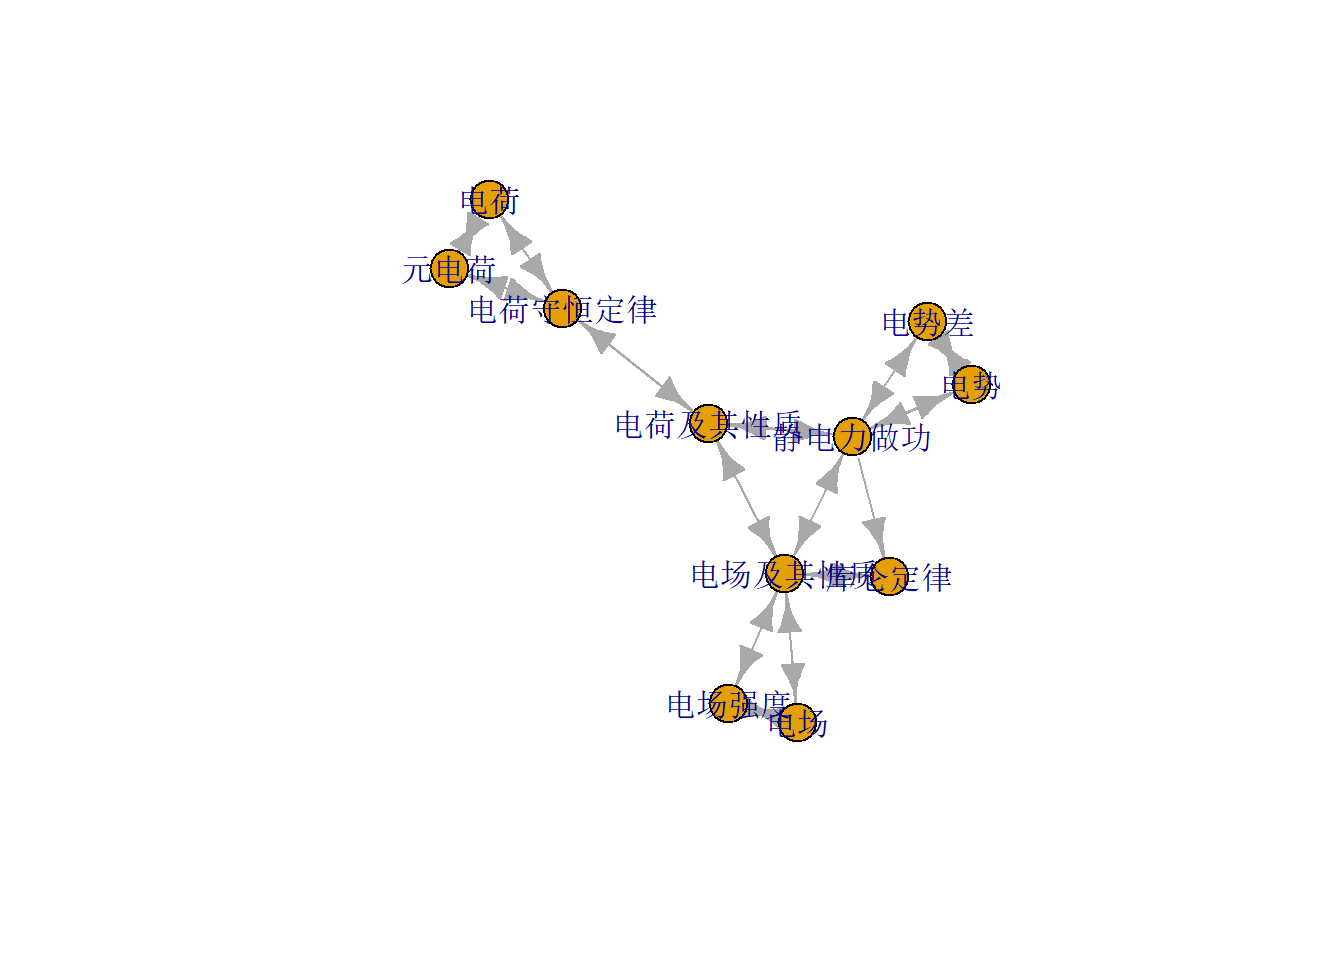 电荷
元电荷
电荷守恒定律
电势差
电势
电荷及其性质
静电力做功
电场及其性质
库仑定律
电场强度
电场